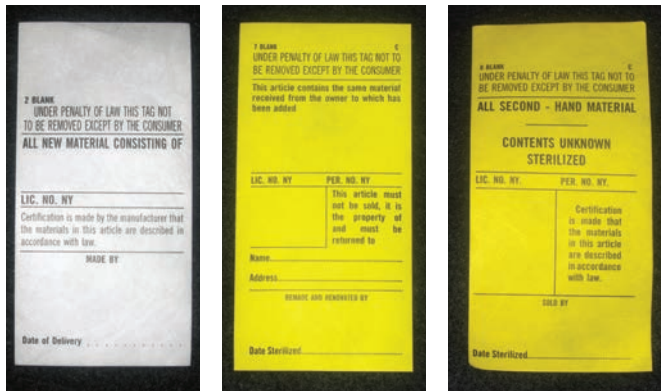 2 BLANK
UNDER PENALTY OF LAW THIS TAG NOT
TO BE REMOVED EXCEPT BY THE CONSUMER
ALL NEW MATERIAL CONSISTING OF
LIC. NO. NY
Certification is made by the manufacturer that
the materials in this article are described in
accordance with law.
MADE BY
Date of Delivery . . . . . . . . . . .
7 BLANK C
UNDER PENALTY OF LAW THIS TAG NOT TO
BE REMOVED EXCEPT BY THE CONSUMER
This article contains the same material
received from the owner to which has
been added
LIC. NO. NY PER. NO. NY
This article must
not be sold, it is
the property of
and must be
returned to
Name
Address
REMADE AND RENOVATED BY
Date Sterilized
BLANK C
UNDER PENALTY OF LAW THIS TAG NOT TO
BE REMOVED EXCEPT BY THE CONSUMER
ALL SECOND - HAND MATERIAL
CONTENTS UNKNOWN
STERILIZED
LIC. NO. NY. PER. NO. NY.
Certification
is made that
the materials
in this article
are described
in accordance
with law.
SOLD BY
Date Sterilized